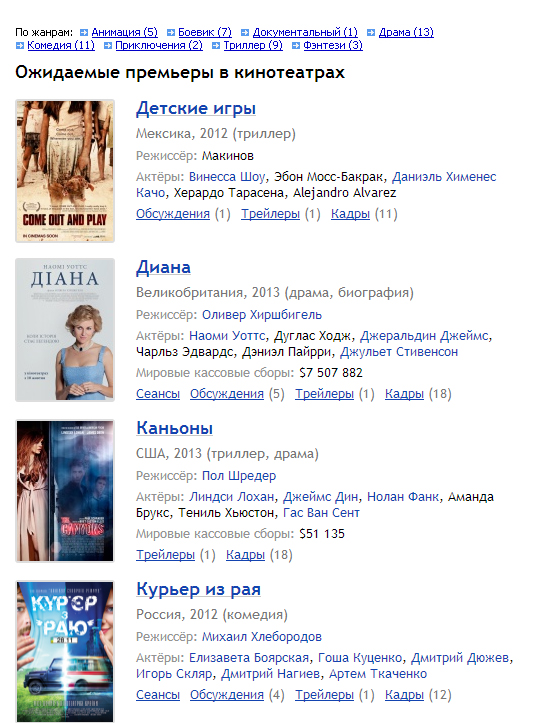 По жанрам: Анимация (5) Боевик (7) Документальный (1) Драма (13)
Комедия (11) Приключения (2) Триллер (9) Фэнтези (3)
Ожидаемые премьеры в кинотеатрах
COME OUT AND PLAY
IN CINEMAS SOON
Детские игры
Мексика, 2012 (триллер)
Режиссёр: Макинов
Актёры: Винесса Шоу, Эбон Мосс-Бакрак, Даниэль Хименес
Качо, Херардо Тарасена, Alejandro Alvarez
Обсуждения (1) Трейлеры (1) Кадры (11)
НАОМІ УОТТС
ДІАНА
Диана
Великобритания, 2013 (драма, биография)
Режиссёр: Оливер Хиршбигель
Актёры: Наоми Уоттс, Дуглас Ходж, Джеральдин Джеймс,
Чарльз Эдвардс, Дэниэл Пайрри, Джульет Стивенсон
Мировые кассовые сборы: $7 507 882
Сеансы Обсуждения (5) Трейлеры (1) Кадры (18)
Каньоны
США, 2013 (триллер, драма)
Режиссёр: Пол Шредер
Актёры: Линдси Лохан, Джеймс Дин, Нолан Фанк, Аманда
Брукс, Тениль Хьюстон, Гас Ван Сент
Мировые кассовые сборы: $51 135
Трейлеры (1) Кадры (18)
КУР'ЄР
З
"РАЮ"
28.11
Курьер из рая
Россия, 2012 (комедия)
Режиссёр: Михаил Хлебородов
Актёры: Елизавета Боярская, Гоша Куценко, Дмитрий Дюжев,
Игорь Скляр, Дмитрий Нагиев, Артем Ткаченко
Сеансы Обсуждения (4) Трейлеры (1) Кадры (12)